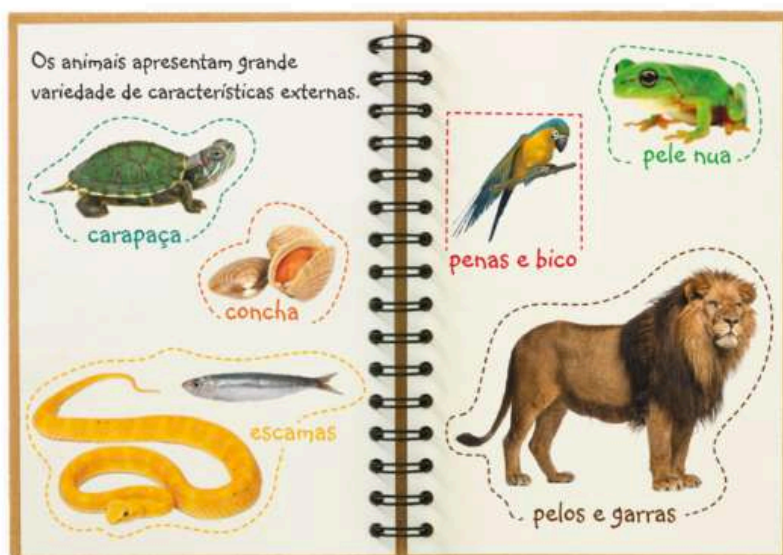 Os animais apresentam grande
variedade de características externas.
carapaça
concha
escamas
pele nua
penas e bico
pelos e garras